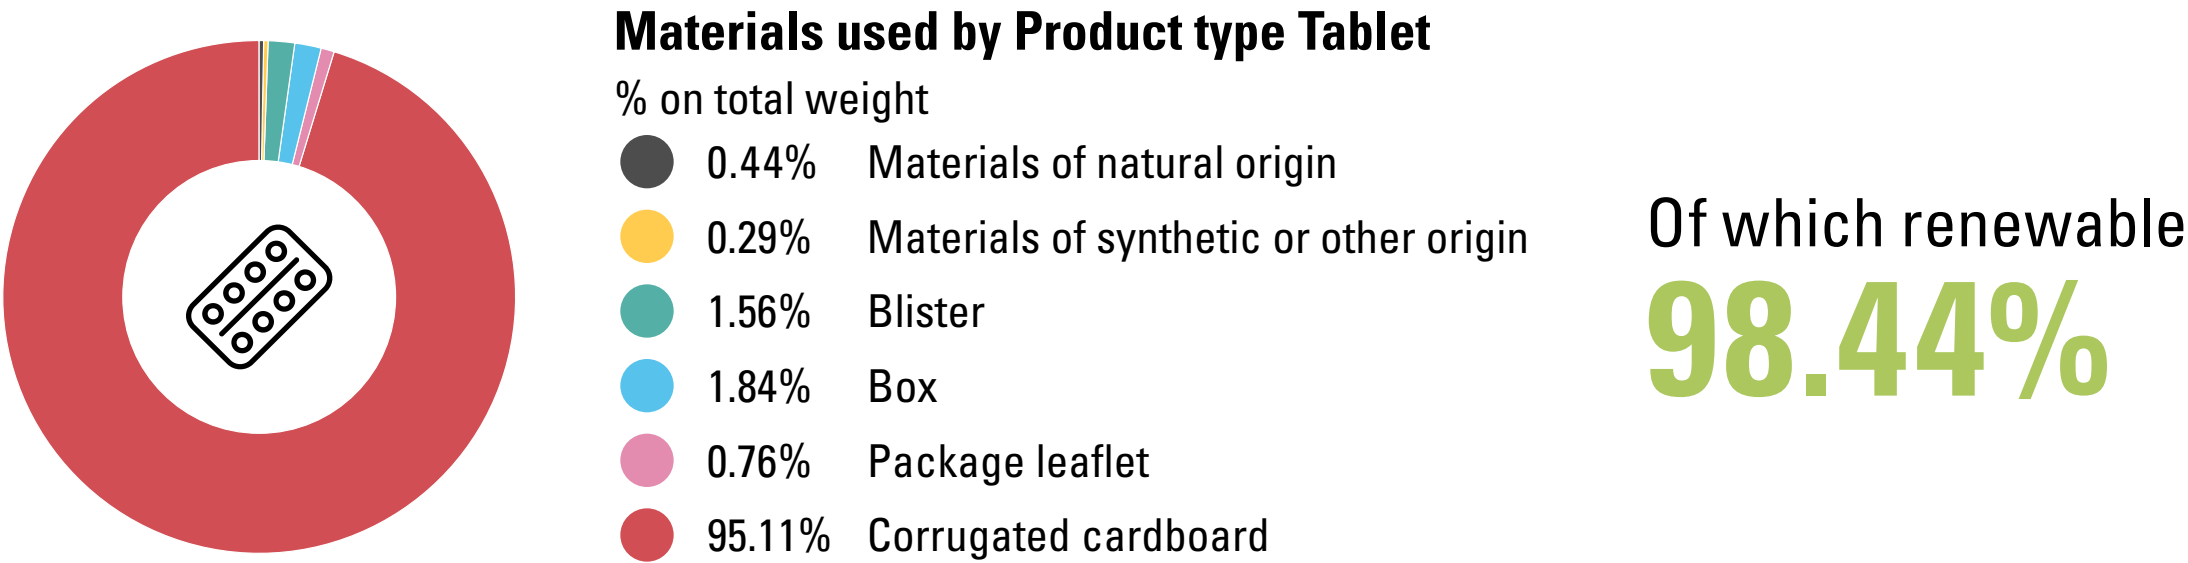 Materials used by Product type Tablet
% on total weight
0.44% Materials of natural origin
0.29% Materials of synthetic or other origin
1.56% Blister
1.84% Box
0.76% Package leaflet
95.11% Corrugated cardboard
Of which renewable
98.44%